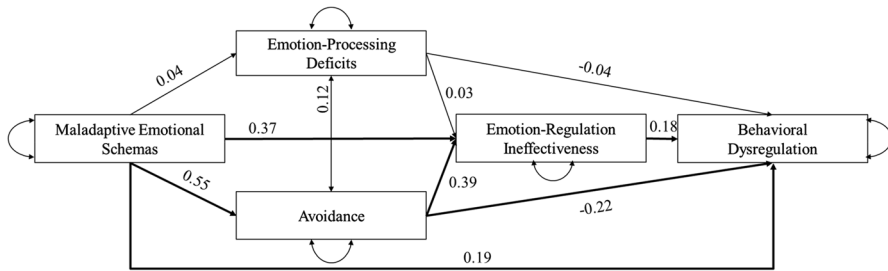 Emotion-Processing
Deficits
0.04
-0.04
0.12
0.03
Maladaptive Emotional
Schemas
0.37
Emotion-Regulation
Ineffectiveness
0.18
Behavioral
Dysregulation
0.55
0.39
Avoidance
-0.22
0.19